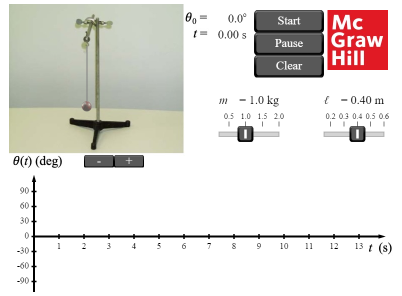 θ₀ = 0.0° Start
t = 0.00 s Pause
Clear
Mc
Graw
Hill
m - 1.0 kg
0.5 1.0 1.5 2.0
ℓ - 0.40 m
0.2 0.3 0.4 0.5 0.6
θ(t) (deg) - +
90
60
30
0
-30
-60
-90
1 2 3 4 5 6 7 8 9 10 11 12 13 t (s)